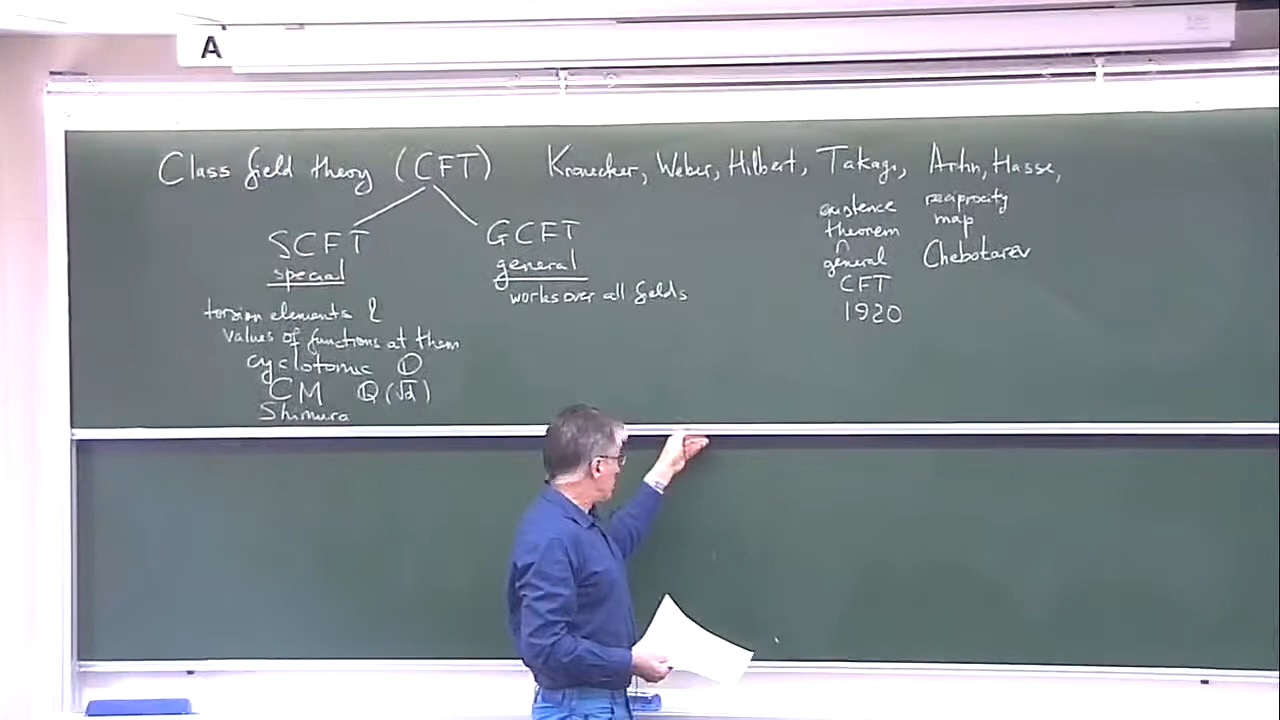 A
Class field theory (CFT) Kronecker, Weber, Hilbert, Takagi, Artin, Hasse,
SCFT
special
torsion elements &
values of functions at them
cyclotomic Q
CM Q(√d)
Shimura
GCFT
general
works over all fields
existence
theorem
general
CFT
1920
reciprocity
map
Chebotarev